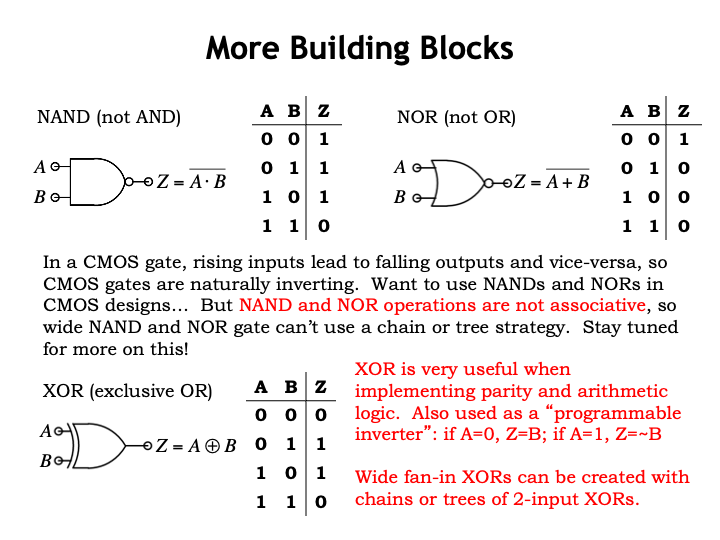 More Building Blocks
NAND (not AND)
A B Z
0 0 1
0 1 1
1 0 1
1 1 0
A
B
Z = \overline{A · B}
NOR (not OR)
A B Z
0 0 1
0 1 0
1 0 0
1 1 0
A
B
Z = \overline{A + B}
In a CMOS gate, rising inputs lead to falling outputs and vice-versa, so
CMOS gates are naturally inverting.  Want to use NANDs and NORs in
CMOS designs…  But NAND and NOR operations are not associative, so
wide NAND and NOR gate can't use a chain or tree strategy.  Stay tuned
for more on this!
XOR (exclusive OR)
A B Z
0 0 0
0 1 1
1 0 1
1 1 0
A
B
Z = A ⊕ B
XOR is very useful when
implementing parity and arithmetic
logic.  Also used as a “programmable
inverter”: if A=0, Z=B; if A=1, Z=~B
Wide fan-in XORs can be created with
chains or trees of 2-input XORs.